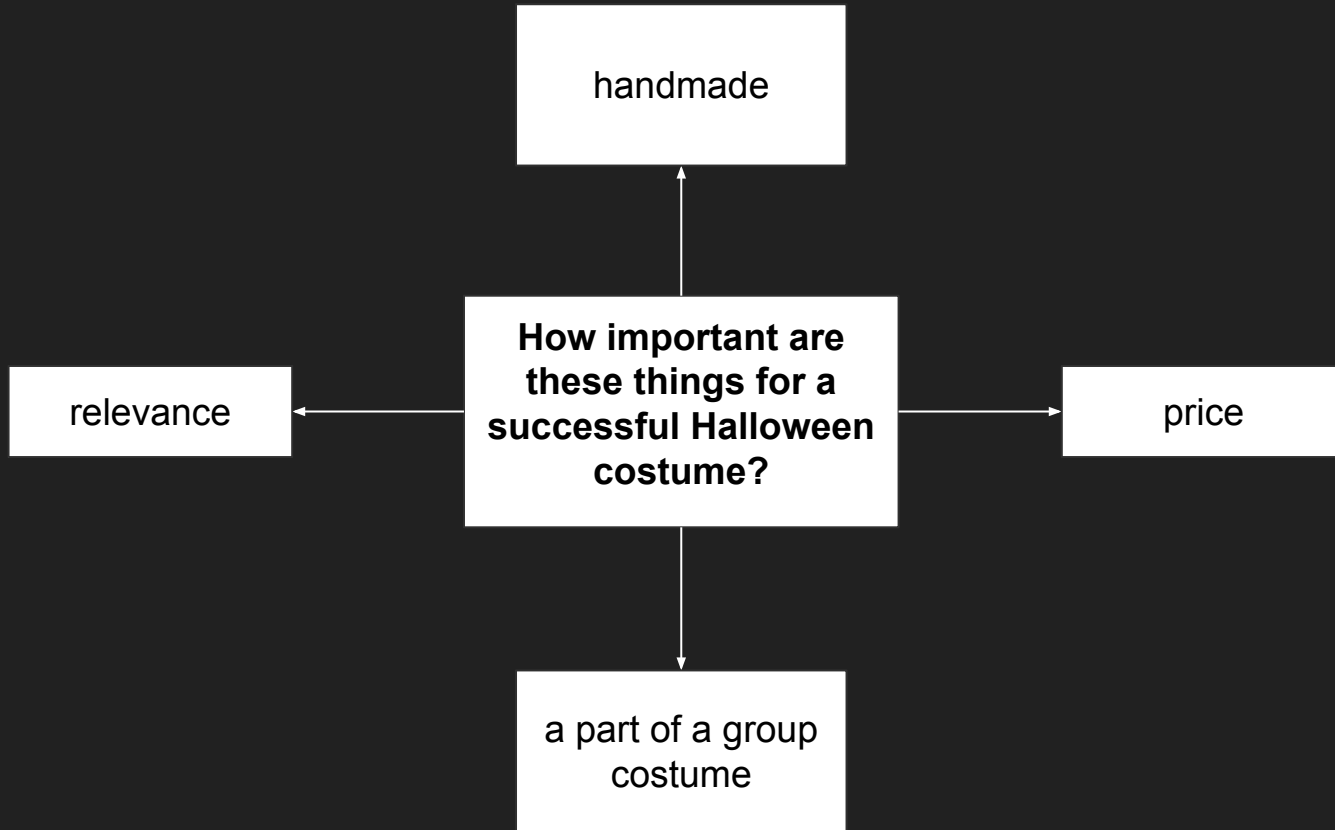 handmade
How important are
these things for a
successful Halloween
costume?
relevance
price
a part of a group
costume